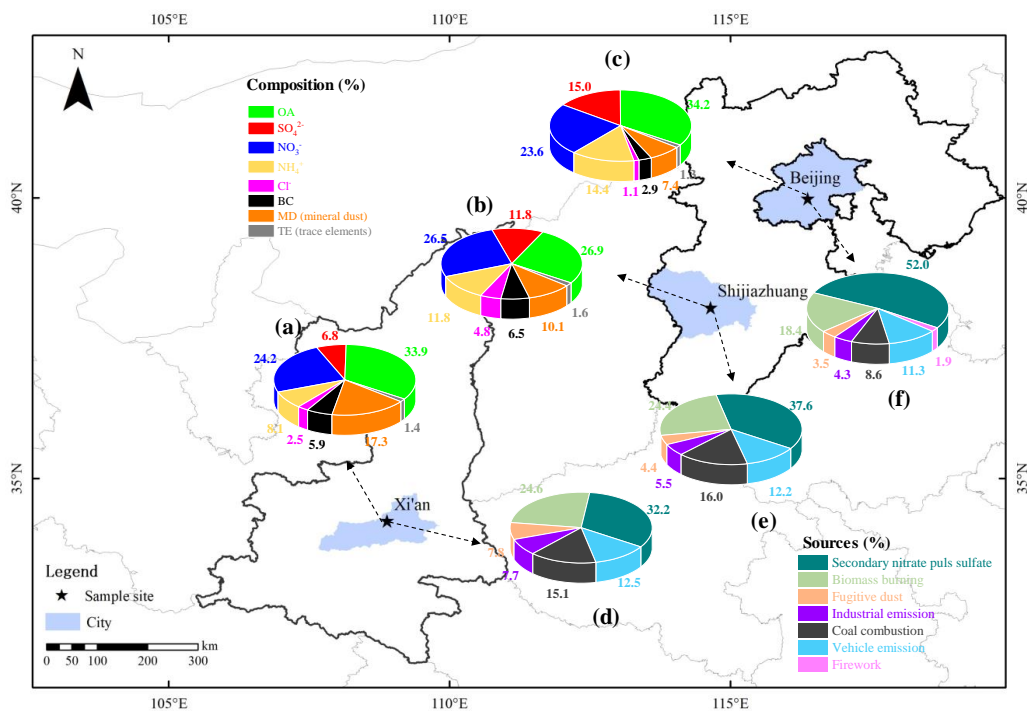 105°E
110°E
115°E
N
(c)
Composition (%)
OA
SO₄²⁻
NO₃⁻
NH₄⁺
Cl⁻
BC
MD (mineral dust)
TE (trace elements)
15.0
34.2
23.6
14.4
1.1
2.9
7.4
1.3
Beijing
40°N
40°N
(b)
11.8
26.5
26.9
11.8
4.8
6.5
10.1
1.6
Shijiazhuang
52.0
18.4
3.5
4.3
8.6
11.3
1.9
(f)
(a)
6.8
24.2
33.9
8.1
2.5
5.9
17.3
1.4
24.4
37.6
4.4
5.5
16.0
12.2
(e)
35°N
35°N
Xi'an
24.6
32.2
7.8
7.7
15.1
12.5
(d)
Legend
Sample site
City
0
50
100
200
300
km
Sources (%)
Secondary nitrate puls sulfate
Biomass burning
Fugitive dust
Industrial emission
Coal combustion
Vehicle emission
Firework
105°E
110°E
115°E